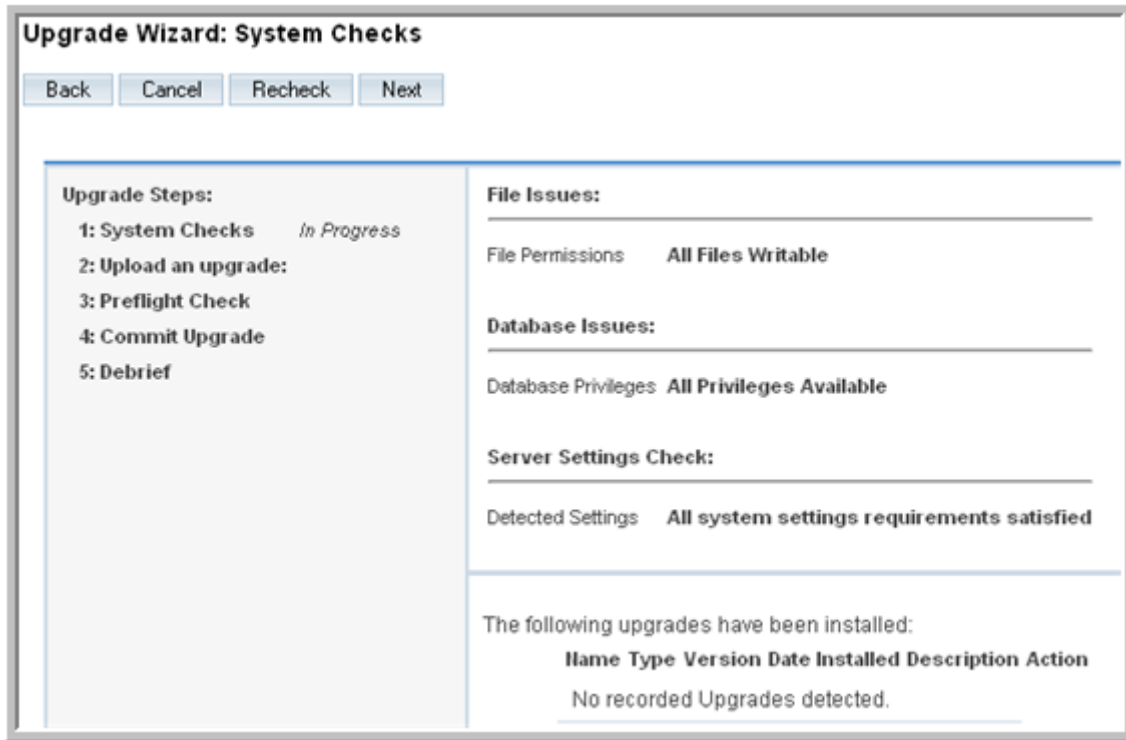 Upgrade Wizard: System Checks
Back Cancel Recheck Next
Upgrade Steps:
1: System Checks In Progress
2: Upload an upgrade:
3: Preflight Check
4: Commit Upgrade
5: Debrief
File Issues:
File Permissions All Files Writable
Database Issues:
Database Privileges All Privileges Available
Server Settings Check:
Detected Settings All system settings requirements satisfied
The following upgrades have been installed:
Name Type Version Date Installed Description Action
No recorded Upgrades detected.